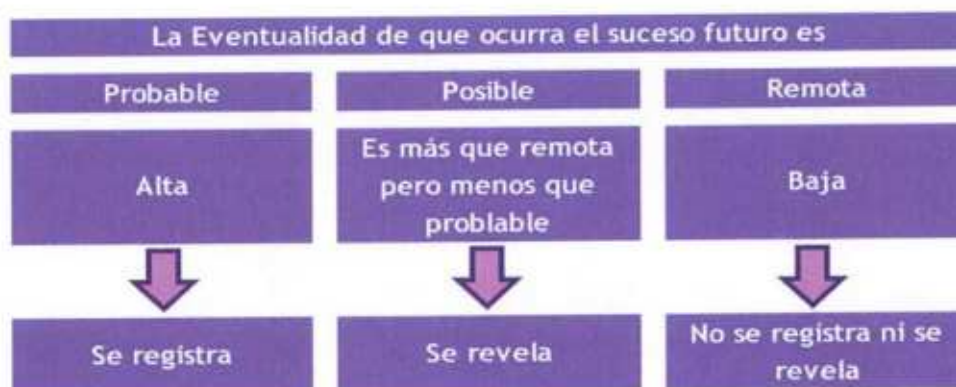 La Eventualidad de que ocurra el suceso futuro es
Probable
Posible
Remota
Alta
Es más que remota
pero menos que
problable
Baja
Se registra
Se revela
No se registra ni se
revela